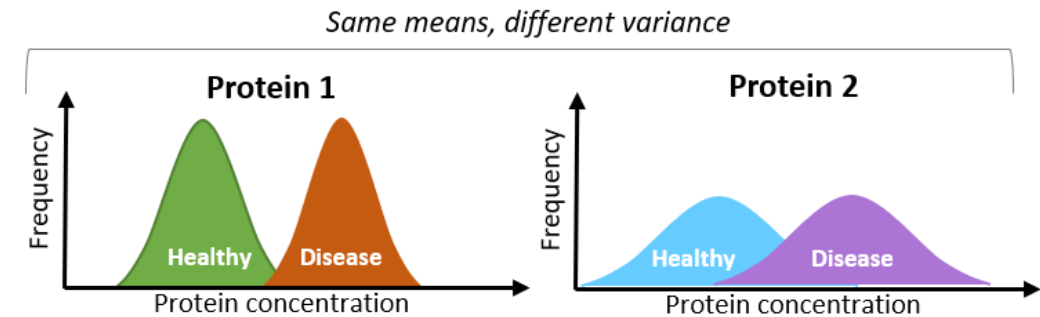 Same means, different variance
Protein 1
Frequency
Healthy
Disease
Protein concentration
Protein 2
Frequency
Healthy
Disease
Protein concentration